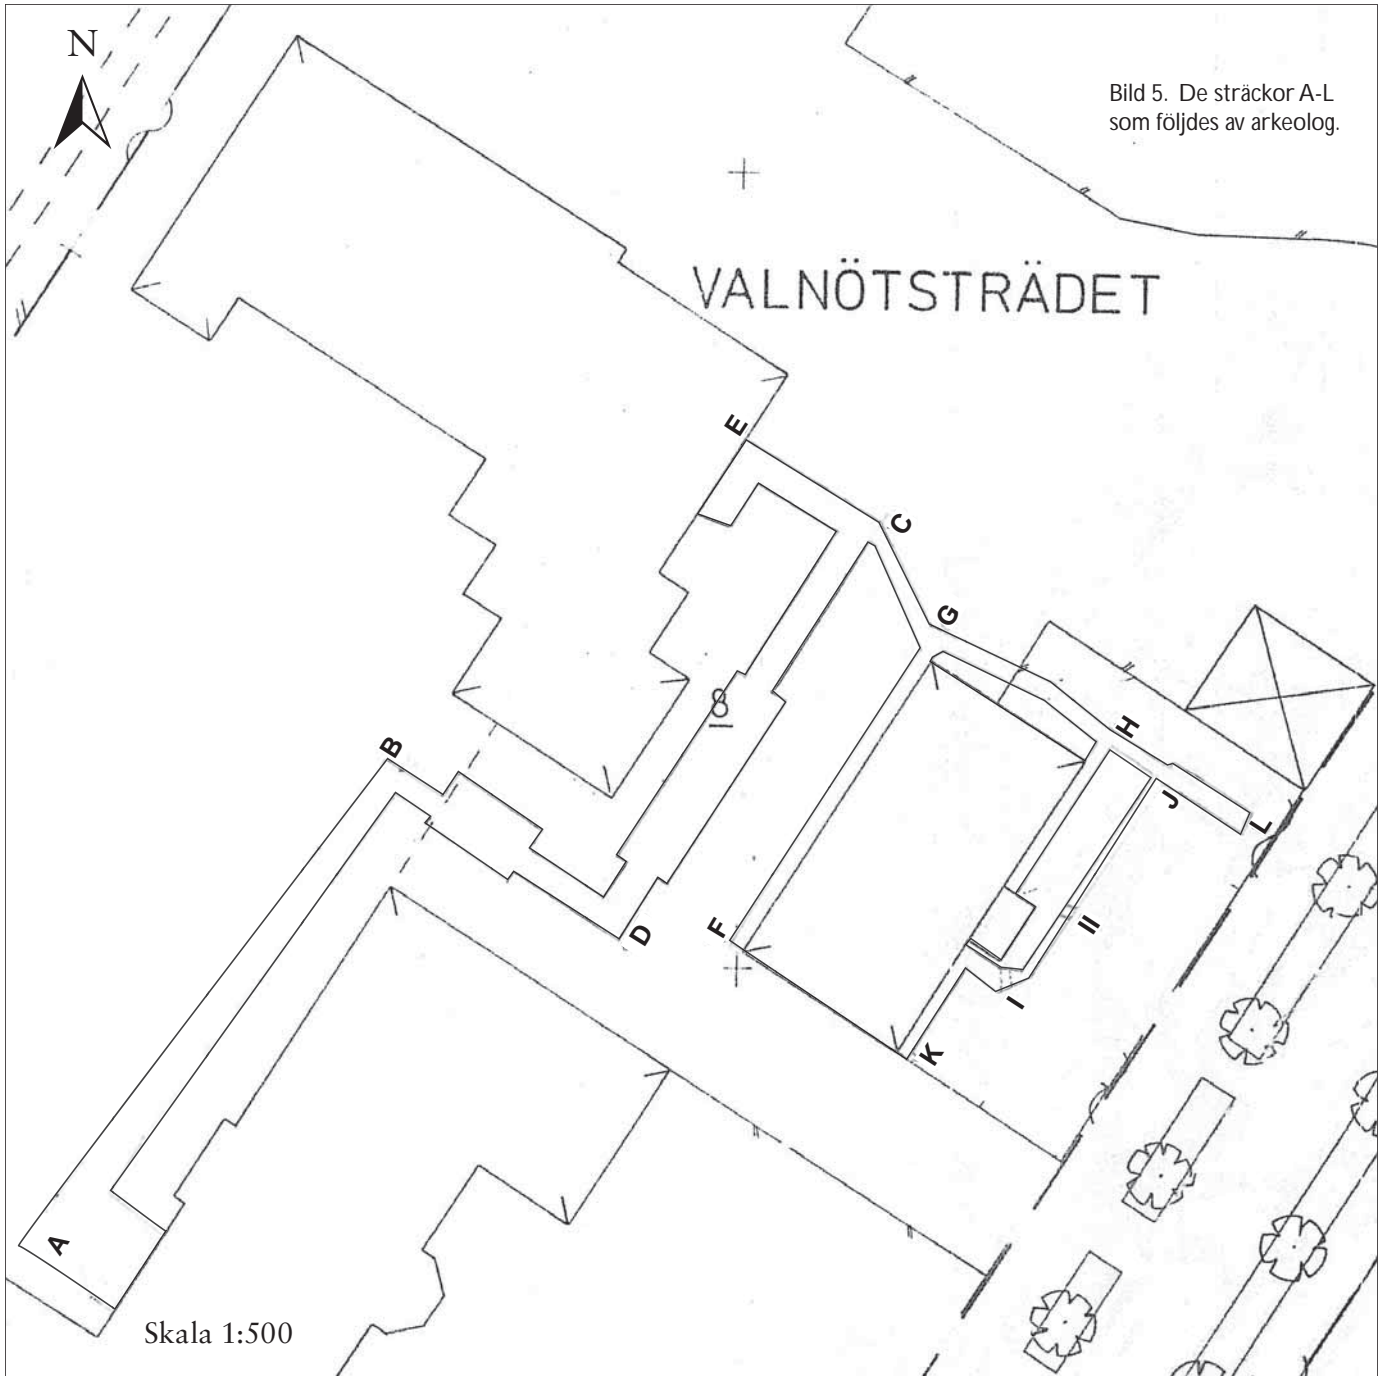 N
Bild 5. De sträckor A-L
som följdes av arkeolog.
VALNÖTSTRÄDET
E
C
G
8
H
B
J
L
D
F
II
I
K
A
Skala 1:500